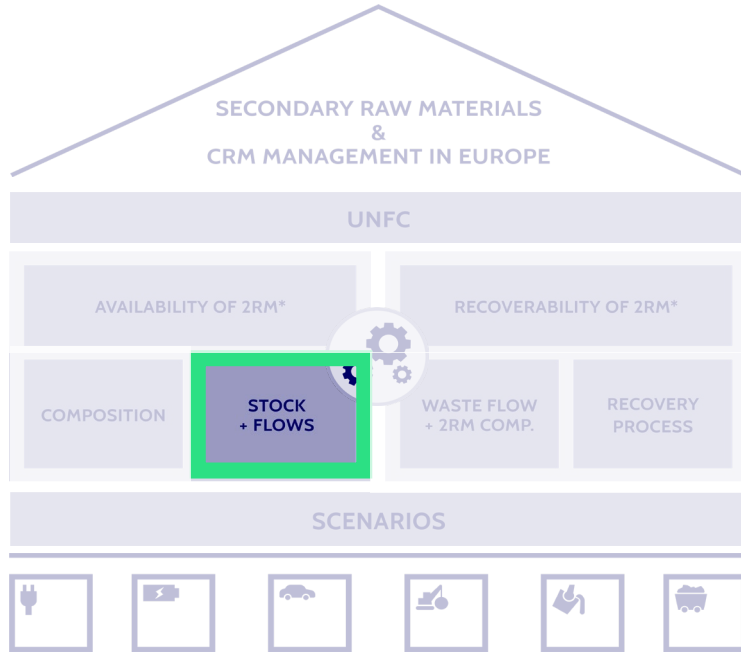 SECONDARY RAW MATERIALS
&
CRM MANAGEMENT IN EUROPE
UNFC
AVAILABILITY OF 2RM*
RECOVERABILITY OF 2RM*
COMPOSITION
STOCK
+ FLOWS
WASTE FLOW
+ 2RM COMP.
RECOVERY
PROCESS
SCENARIOS